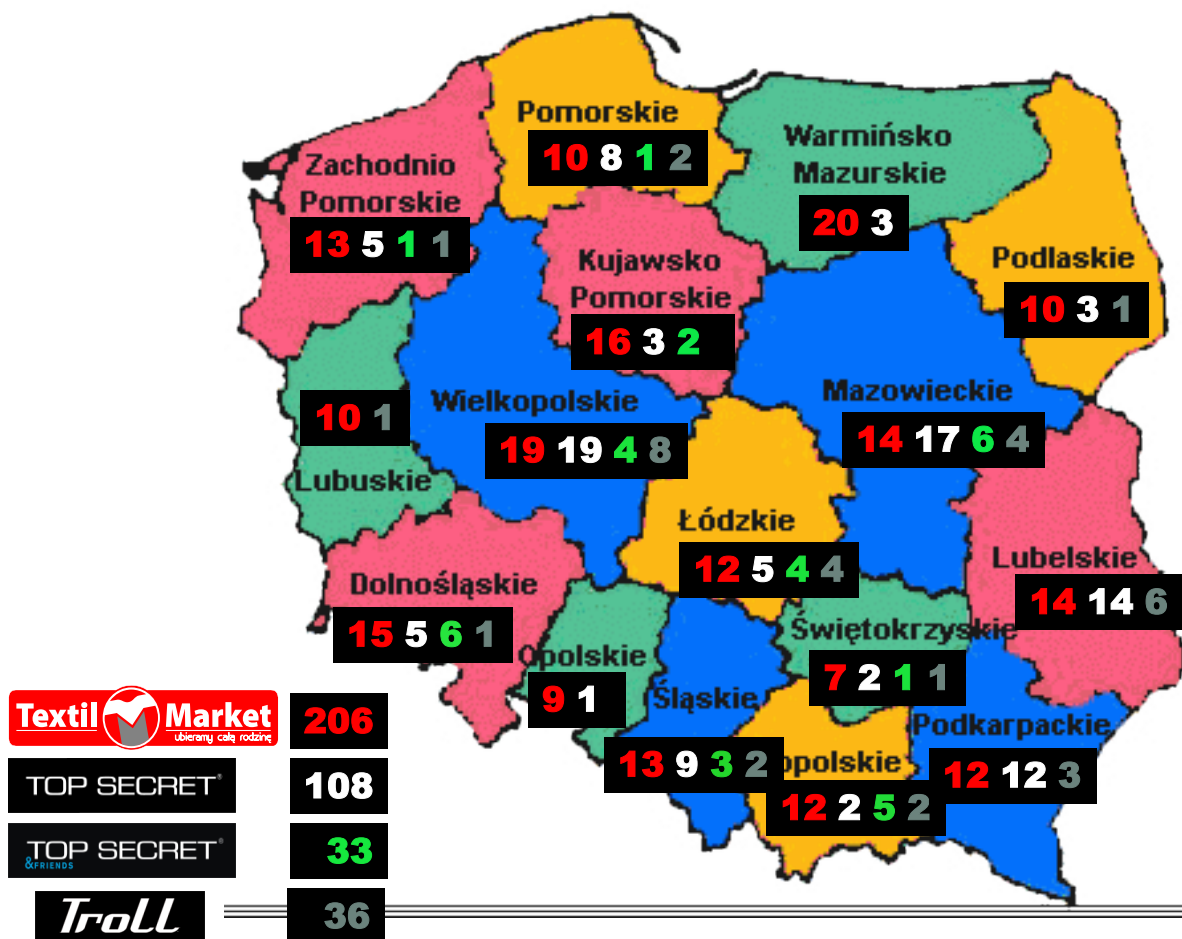 Pomorskie
10 8 1 2
Warmińsko
Mazurskie
20 3
Zachodnio
Pomorskie
13 5 1 1
Kujawsko
Pomorskie
16 3 2
Podlaskie
10 3 1
10 1
Lubuskie
Wielkopolskie
19 19 4 8
Mazowieckie
14 17 6 4
Łódzkie
12 5 4 4
Lubelskie
14 14 6
Dolnośląskie
15 5 6 1
Opolskie
9 1
Śląskie
13 9 3 2
Świętokrzyskie
7 2 1 1
opolskie
12 2 5 2
Podkarpackie
12 12 3
Textil Market
ubieramy całą rodzinę
206
TOP SECRET®
108
TOP SECRET®
&FRIENDS
33
TROLL
36